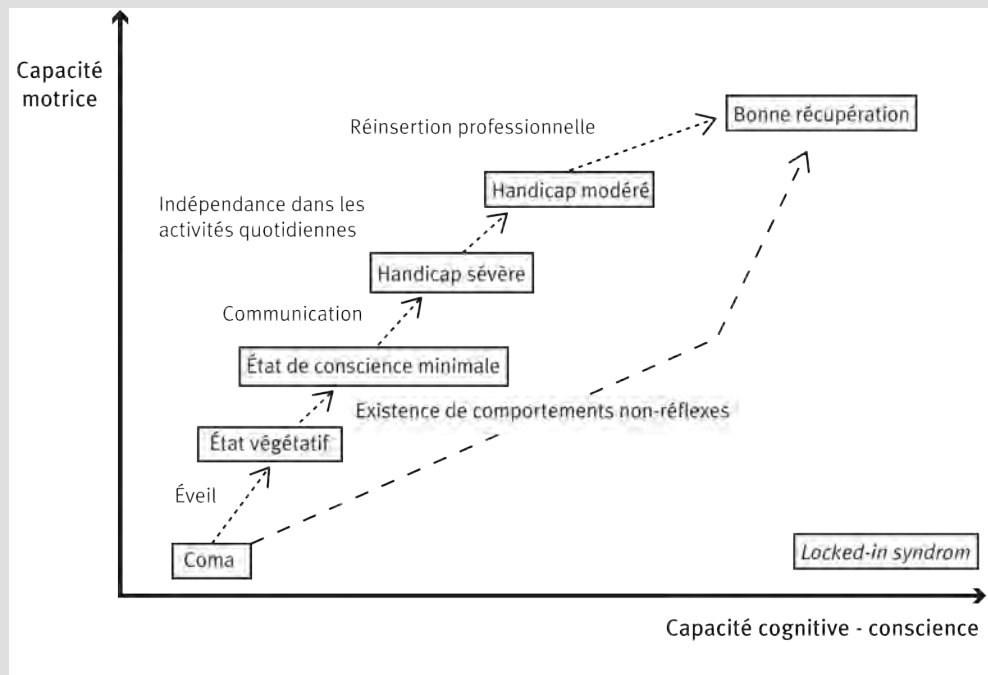 Capacité
motrice
Bonne récupération
Réinsertion professionnelle
Handicap modéré
Indépendance dans les
activités quotidiennes
Handicap sévère
Communication
État de conscience minimale
Existence de comportements non-réflexes
État végétatif
Éveil
Coma
Locked-in syndrom
Capacité cognitive - conscience